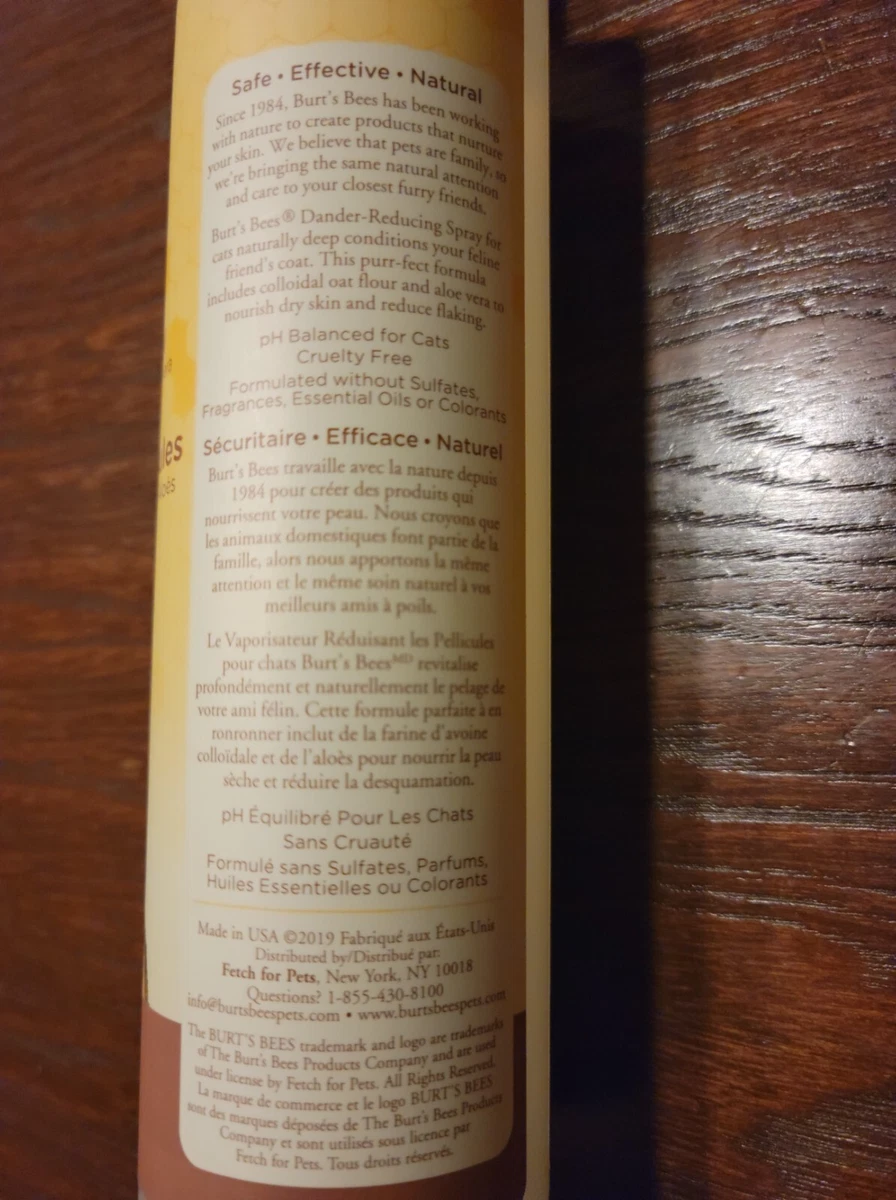 Safe • Effective • Natural
Since 1984, Burt's Bees has been working
with nature to create products that nurture
your skin. We believe that pets are family, so
we're bringing the same natural attention
and care to your closest furry friends.
Burt's Bees® Dander-Reducing Spray for
cats naturally deep conditions your feline
friend's coat. This purr-fect formula
includes colloidal oat flour and aloe vera to
nourish dry skin and reduce flaking.
pH Balanced for Cats
Cruelty Free
Formulated without Sulfates,
Fragrances, Essential Oils or Colorants
Sécuritaire • Efficace • Naturel
Burt's Bees travaille avec la nature depuis
1984 pour créer des produits qui
nourrissent votre peau. Nous croyons que
les animaux domestiques font partie de la
famille, alors nous apportons la même
attention et le même soin naturel à vos
meilleurs amis à poils.
Le Vaporisateur Réduisant les Pellicules
pour chats Burt's Bees ᴹᴰ revitalise
profondément et naturellement le pelage de
votre ami félin. Cette formule parfaite à en
ronronner inclut de la farine d'avoine
colloïdale et de l'aloès pour nourrir la peau
sèche et réduire la desquamation.
pH Équilibré Pour Les Chats
Sans Cruauté
Formulé sans Sulfates, Parfums,
Huiles Essentielles ou Colorants
Made in USA ©2019 Fabriqué aux États-Unis
Distributed by/Distribué par:
Fetch for Pets, New York, NY 10018
Questions? 1-855-430-8100
info@burtsbeespets.com • www.burtsbeespets.com
The BURT'S BEES trademark and logo are trademarks
of The Burt's Bees Products Company and are used
under license by Fetch for Pets. All Rights Reserved.
La marque de commerce et le logo BURT'S BEES
sont des marques déposées de The Burt's Bees Products
Company et sont utilisés sous licence par
Fetch for Pets. Tous droits réservés.